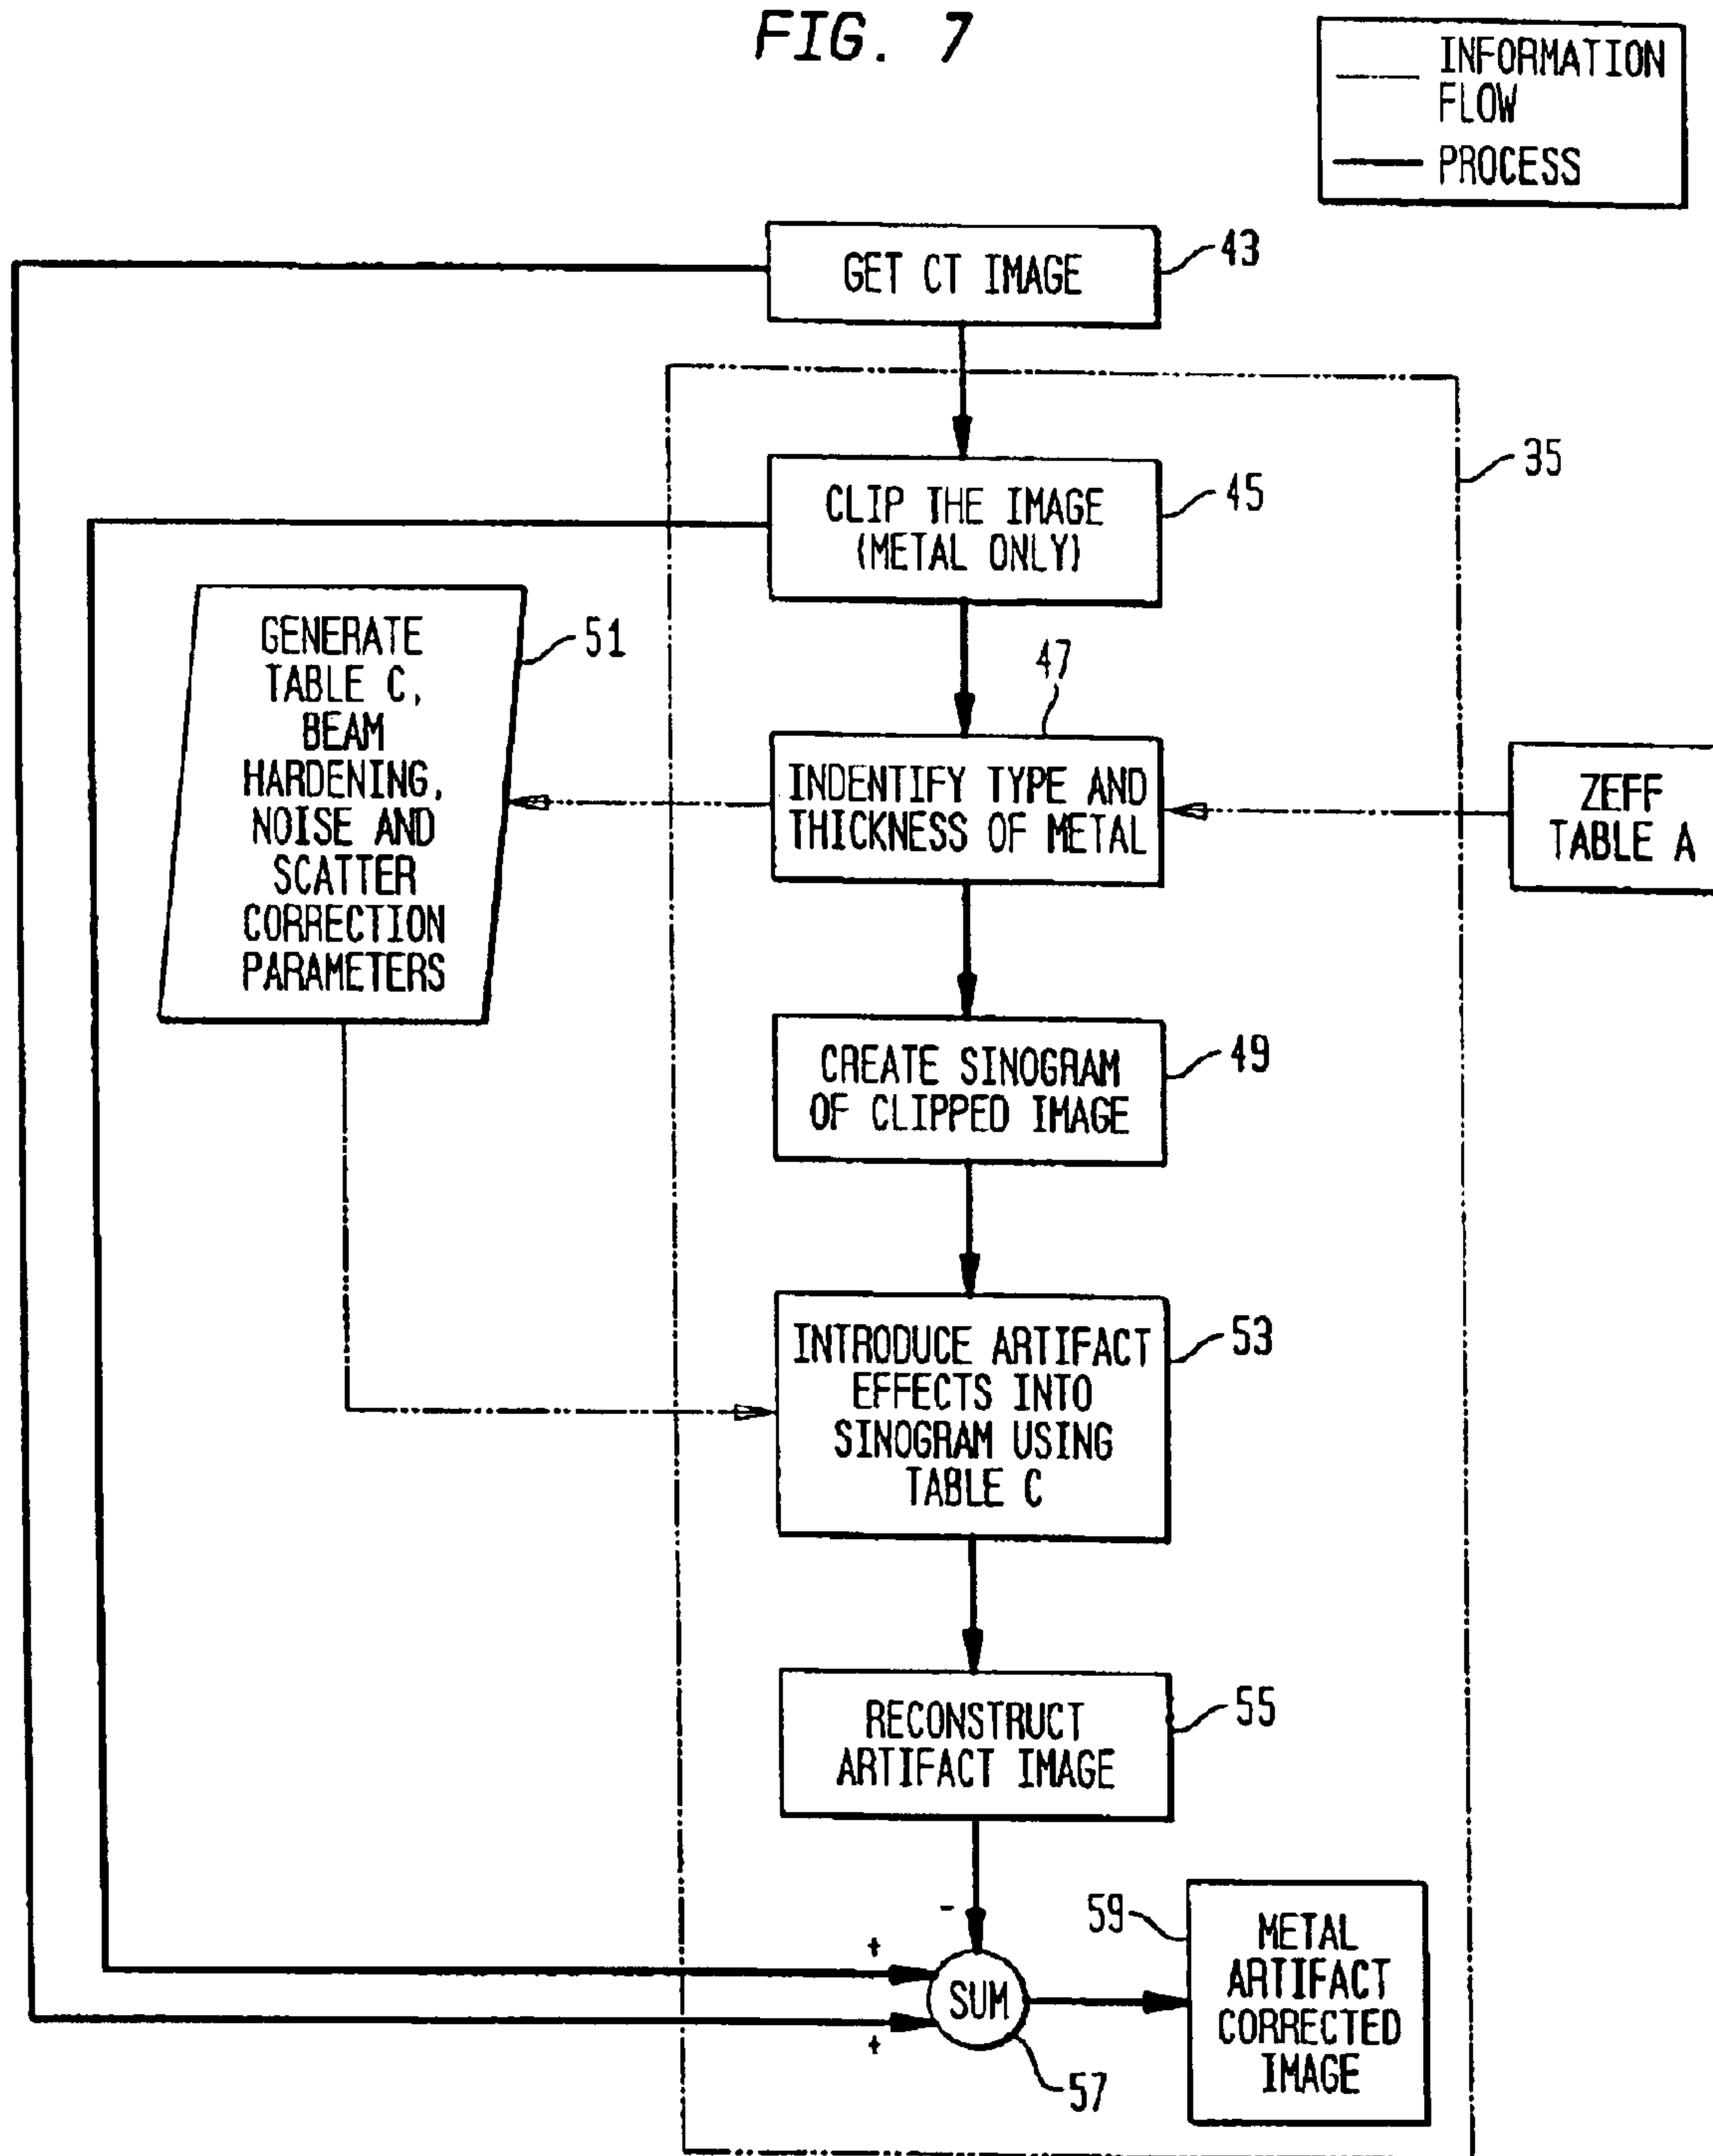 FIG. 7
INFORMATION
FLOW
PROCESS
GET CT IMAGE
43
35
CLIP THE IMAGE
(METAL ONLY)
45
GENERATE
TABLE C,
BEAM
HARDENING,
NOISE AND
SCATTER
CORRECTION
PARAMETERS
51
47
INDENTIFY TYPE AND
THICKNESS OF METAL
ZEFF
TABLE A
CREATE SINOGRAM
OF CLIPPED IMAGE
49
INTRODUCE ARTIFACT
EFFECTS INTO
SINOGRAM USING
TABLE C
53
RECONSTRUCT
ARTIFACT IMAGE
55
-
+
+
SUM
57
59
METAL
ARTIFACT
CORRECTED
IMAGE